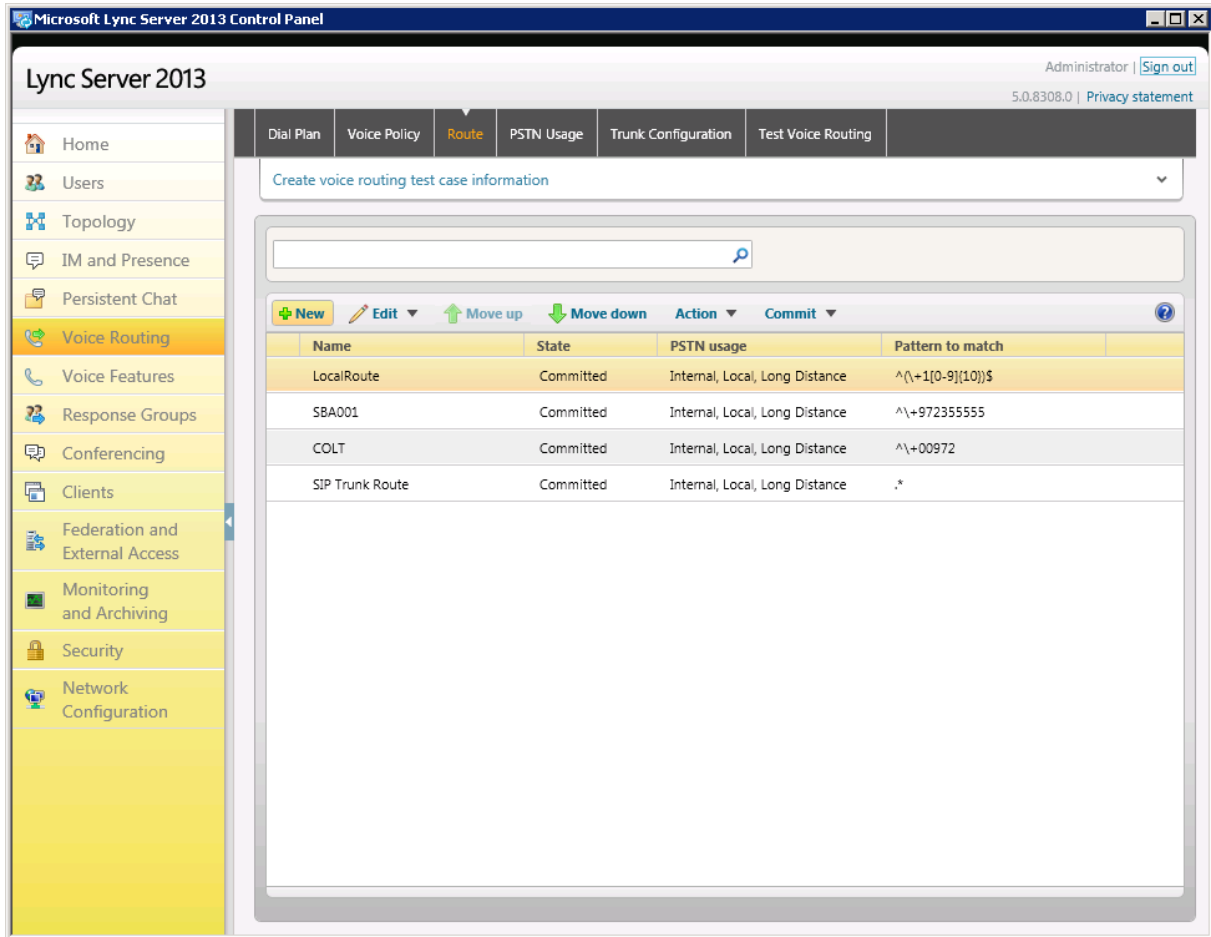 Microsoft Lync Server 2013 Control Panel
Lync Server 2013
Administrator | Sign out
5.0.8308.0 | Privacy statement
Home
Users
Topology
IM and Presence
Persistent Chat
Voice Routing
Voice Features
Response Groups
Conferencing
Clients
Federation and
External Access
Monitoring
and Archiving
Security
Network
Configuration
Dial Plan Voice Policy Route PSTN Usage Trunk Configuration Test Voice Routing
Create voice routing test case information
New Edit Move up Move down Action Commit
Name State PSTN usage Pattern to match
LocalRoute Committed Internal, Local, Long Distance ^(\+1[0-9]{10})$
SBA001 Committed Internal, Local, Long Distance ^\+972355555
COLT Committed Internal, Local, Long Distance ^\+00972
SIP Trunk Route Committed Internal, Local, Long Distance .*